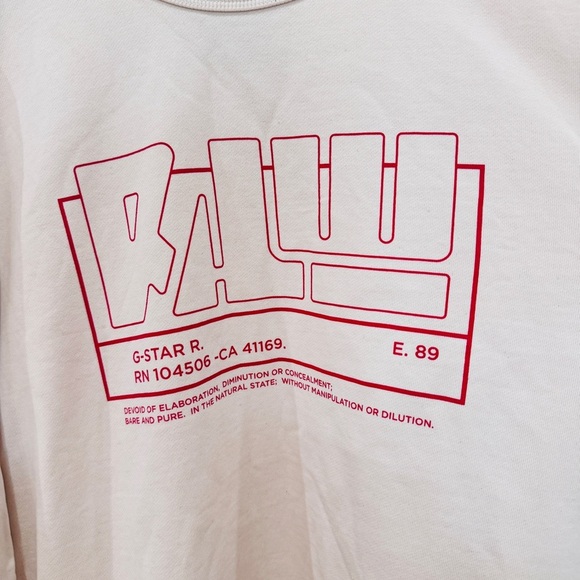 RAW
G-STAR R.
E. 89
RN 104506 -CA 41169.
DEVOID OF ELABORATION, DIMINUTION OR CONCEALMENT;
BARE AND PURE. IN THE NATURAL STATE; WITHOUT MANIPULATION OR DILUTION.